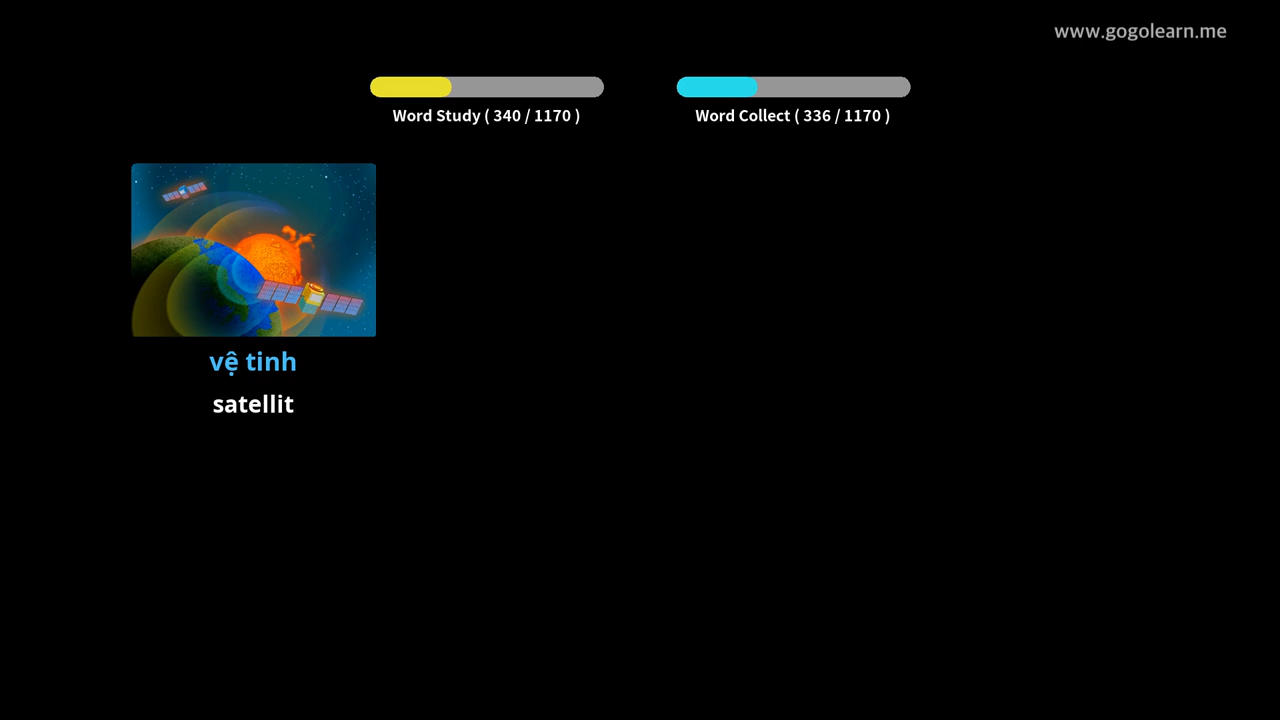 www.gogolearn.me
Word Study ( 340 / 1170 )
Word Collect ( 336 / 1170 )
vệ tinh
satellit